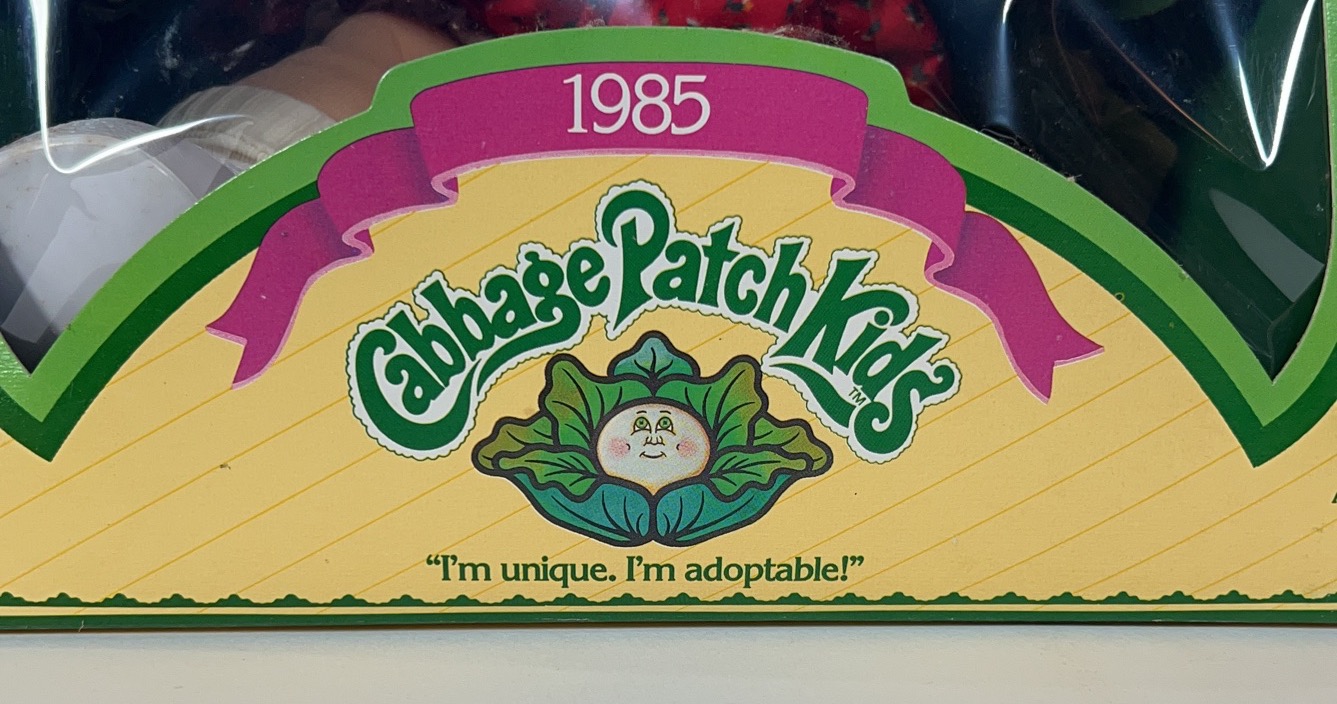 1985
Cabbage Patch Kids™
“I'm unique. I'm adoptable!”